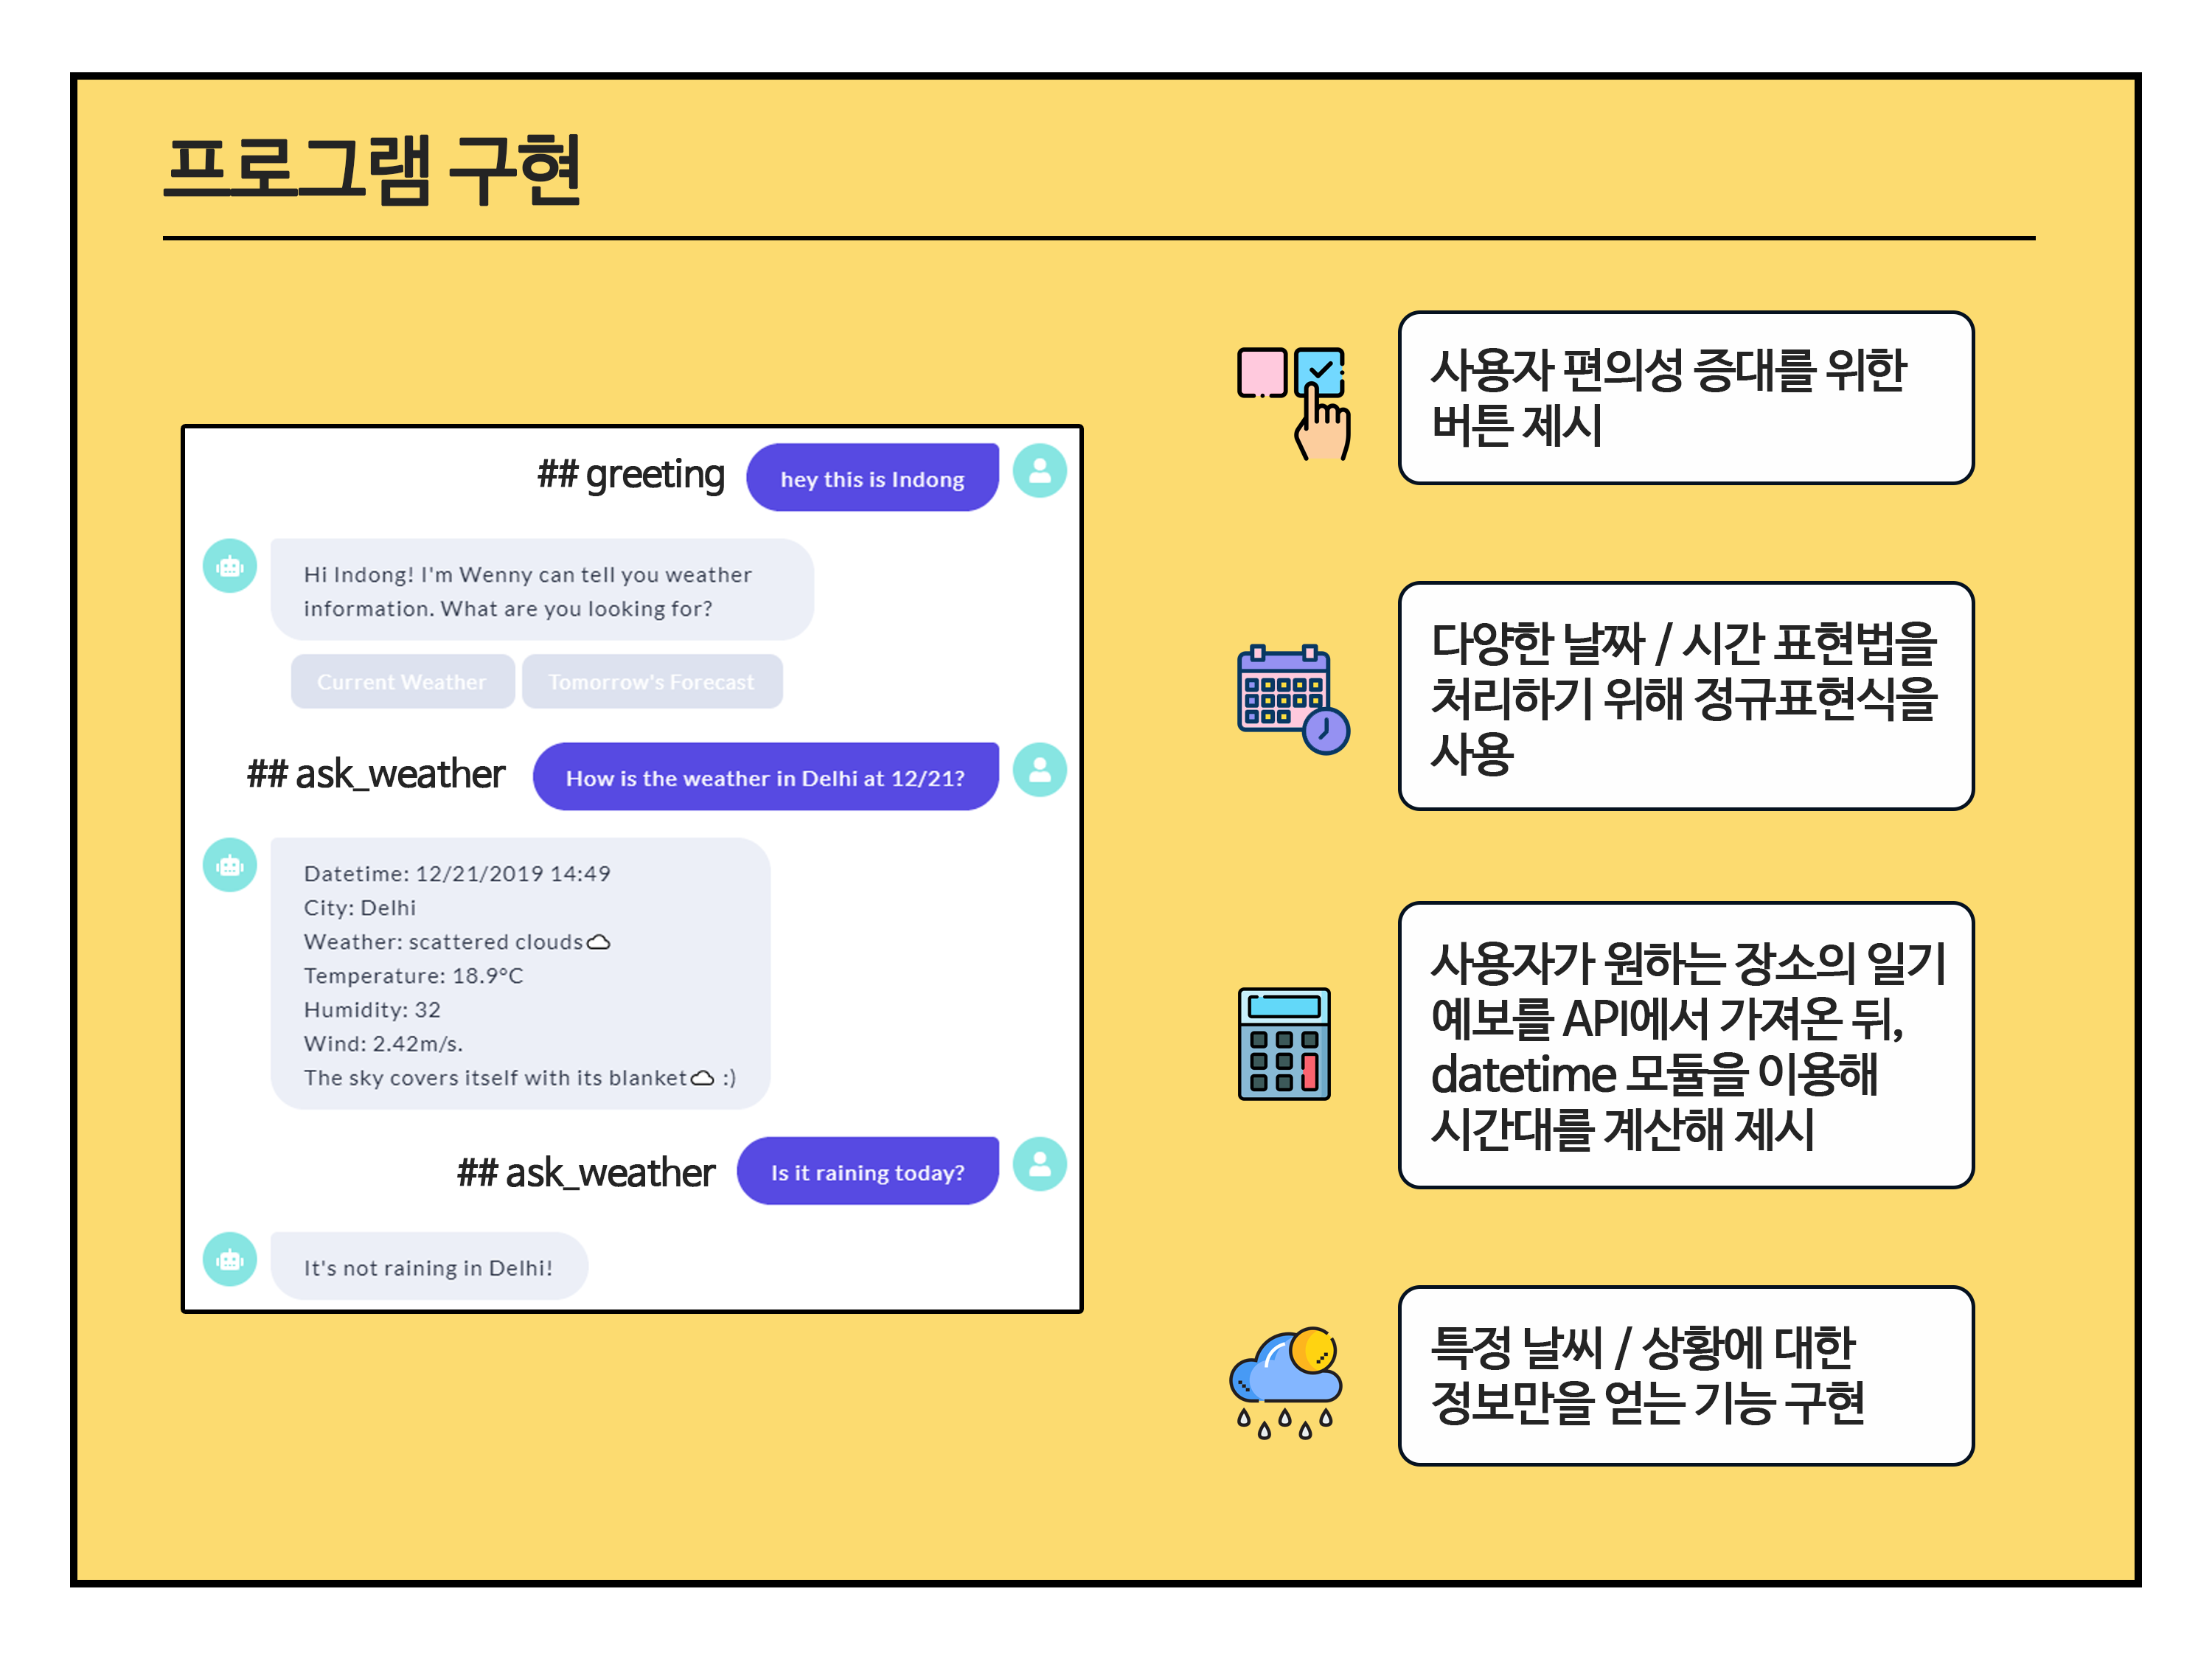 프로그램 구현
## greeting
hey this is Indong
Hi Indong! I'm Wenny can tell you weather
information. What are you looking for?
Current Weather
Tomorrow's Forecast
## ask_weather
How is the weather in Delhi at 12/21?
Datetime: 12/21/2019 14:49
City: Delhi
Weather: scattered clouds
Temperature: 18.9°C
Humidity: 32
Wind: 2.42m/s.
The sky covers itself with its blanket :)
## ask_weather
Is it raining today?
It's not raining in Delhi!
사용자 편의성 증대를 위한
버튼 제시
다양한 날짜 / 시간 표현법을
처리하기 위해 정규표현식을
사용
사용자가 원하는 장소의 일기
예보를 API에서 가져온 뒤,
datetime 모듈을 이용해
시간대를 계산해 제시
특정 날씨 / 상황에 대한
정보만을 얻는 기능 구현